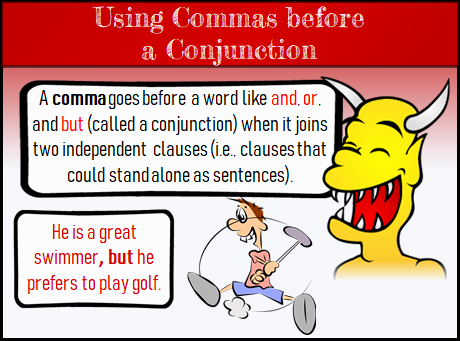 Using Commas before
a Conjunction
A comma goes before a word like and, or,
and but (called a conjunction) when it joins
two independent clauses (i.e., clauses that
could stand alone as sentences).
He is a great
swimmer, but he
prefers to play golf.